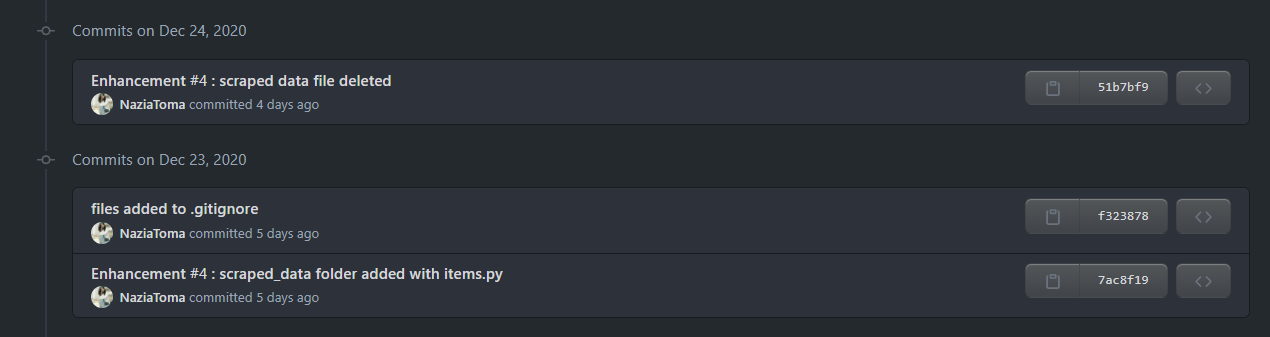 Commits on Dec 24, 2020
Enhancement #4 : scraped data file deleted
51b7bf9
NaziaToma committed 4 days ago
Commits on Dec 23, 2020
files added to .gitignore
f323878
NaziaToma committed 5 days ago
Enhancement #4 : scraped_data folder added with items.py
7ac8f19
NaziaToma committed 5 days ago